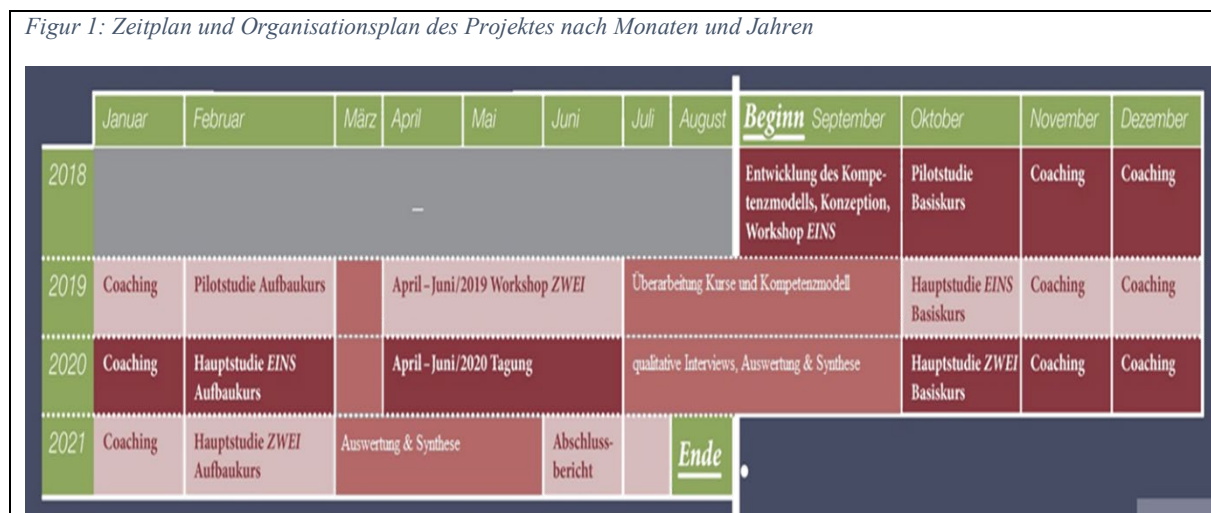 Figur 1: Zeitplan und Organisationsplan des Projektes nach Monaten und Jahren
Januar Februar März April Mai Juni Juli August Beginn September Oktober November Dezember
2018
–
Entwicklung des Kompe-
tenzmodells, Konzeption,
Workshop EINS
Pilotstudie
Basiskurs
Coaching
Coaching
2019
Coaching
Pilotstudie Aufbaukurs
April–Juni/2019 Workshop ZWEI
Überarbeitung Kurse und Kompetenzmodell
Hauptstudie EINS
Basiskurs
Coaching
Coaching
2020
Coaching
Hauptstudie EINS
Aufbaukurs
April–Juni/2020 Tagung
qualitative Interviews, Auswertung & Synthese
Hauptstudie ZWEI
Basiskurs
Coaching
Coaching
2021
Coaching
Hauptstudie ZWEI
Aufbaukurs
Auswertung & Synthese
Abschluss-
bericht
Ende